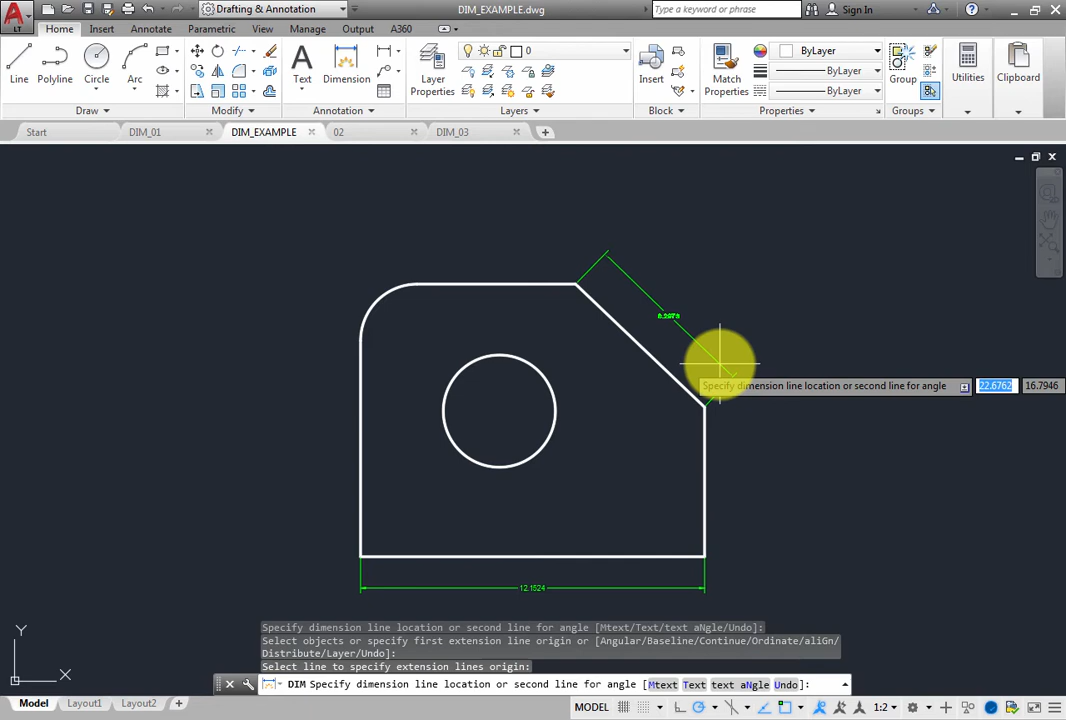 Drafting & Annotation
DIM_EXAMPLE.dwg
Type a keyword or phrase
Sign In
LT
Home Insert Annotate Parametric View Manage Output A360
Line Polyline Circle Arc
Text Dimension
Layer
Properties
0
Insert
Match
Properties
ByLayer
ByLayer
ByLayer
Group
Utilities
Clipboard
Draw Modify Annotation Layers Block Properties Groups
Start DIM_01 DIM_EXAMPLE 02 DIM_03
Specify dimension line location or second line for angle 22.6762 16.7946
12.1524
Y
X
Specify dimension line location or second line for angle [Mtext/Text/text aNgle/Undo]:
Select objects or specify first extension line origin or [Angular/Baseline/Continue/Ordinate/aliGn/
Distribute/Layer/Undo]:
Select line to specify extension lines origin:
DIM Specify dimension line location or second line for angle [Mtext Text text aNgle Undo]:
Model Layout1 Layout2 +
MODEL 1:2